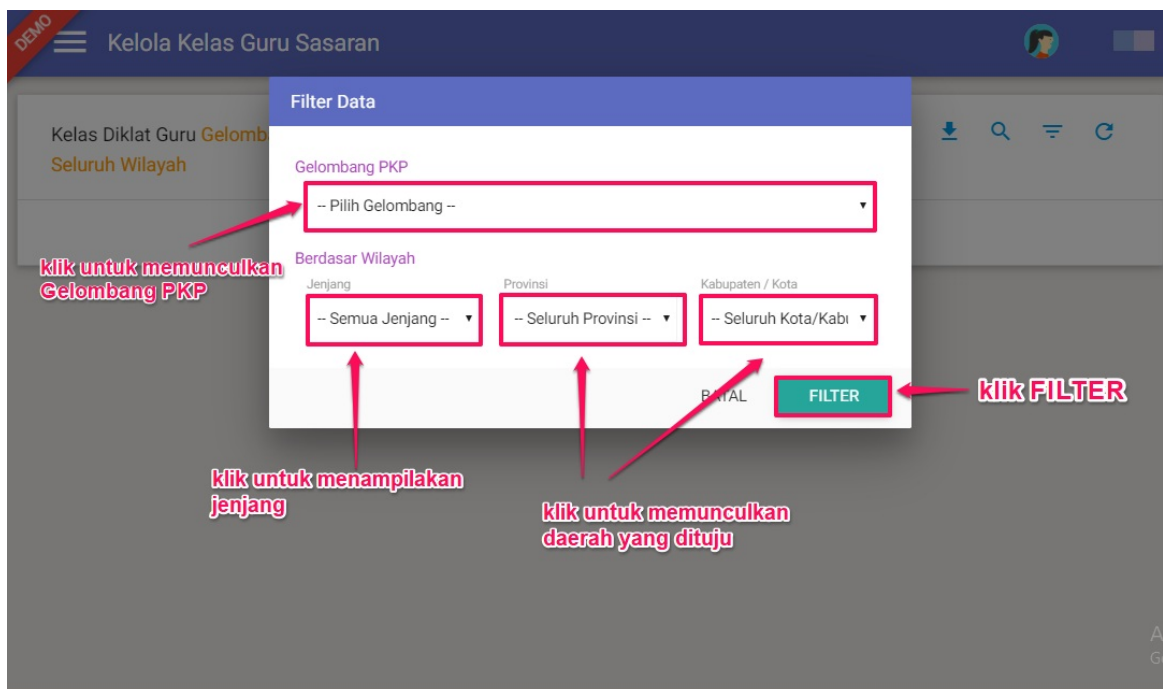 DEMO
Kelola Kelas Guru Sasaran
Filter Data
Kelas Diklat Guru Gelomb
Seluruh Wilayah
Gelombang PKP
-- Pilih Gelombang --
klik untuk memunculkan
Gelombang PKP
Berdasar Wilayah
Jenjang Provinsi Kabupaten / Kota
-- Semua Jenjang -- -- Seluruh Provinsi -- -- Seluruh Kota/Kabu
BATAL FILTER
klik FILTER
klik untuk menampilakan
jenjang
klik untuk memunculkan
daerah yang dituju